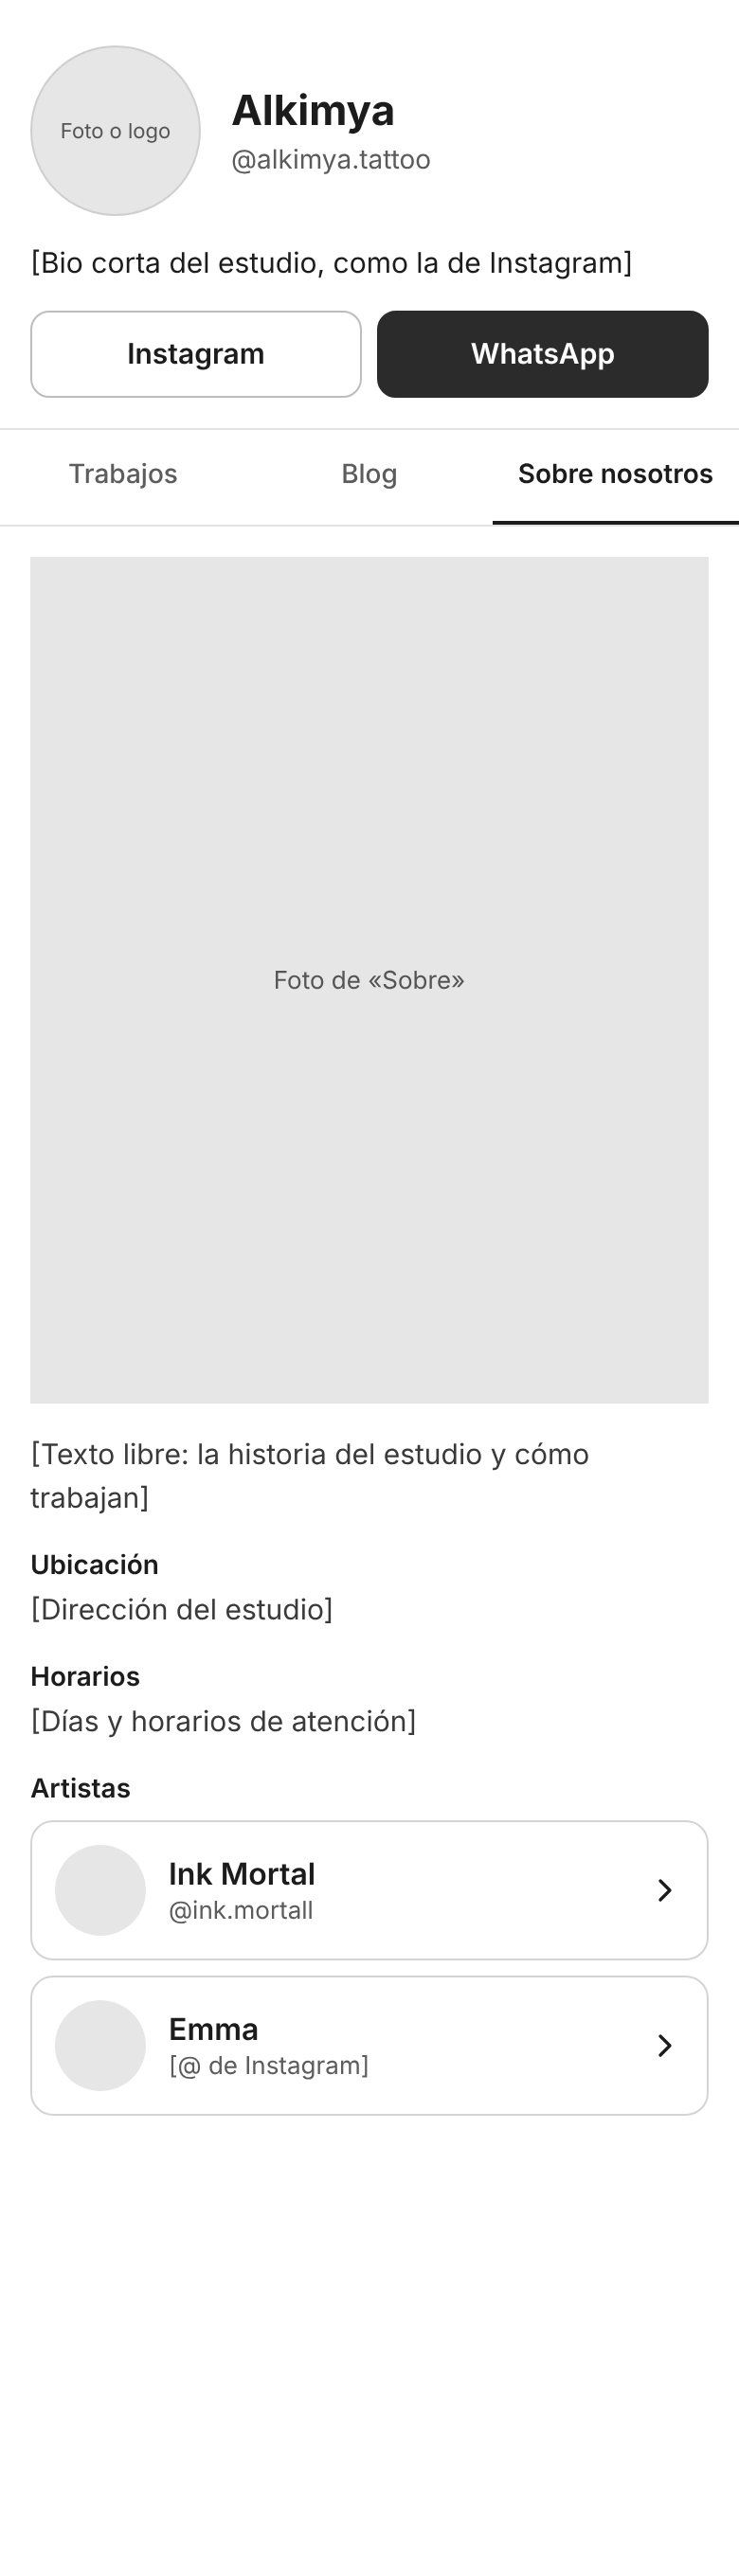 Foto o logo
Alkimya
@alkimya.tattoo
[Bio corta del estudio, como la de Instagram]
Instagram
WhatsApp
Trabajos
Blog
Sobre nosotros
Foto de «Sobre»
[Texto libre: la historia del estudio y cómo
trabajan]
Ubicación
[Dirección del estudio]
Horarios
[Días y horarios de atención]
Artistas
Ink Mortal
@ink.mortall
Emma
[@ de Instagram]